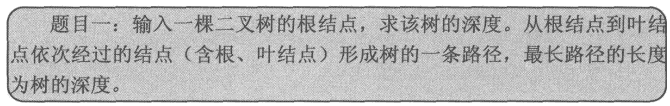 题目一：输入一棵二叉树的根结点，求该树的深度。从根结点到叶结
点依次经过的结点（含根、叶结点）形成树的一条路径，最长路径的长度
为树的深度。